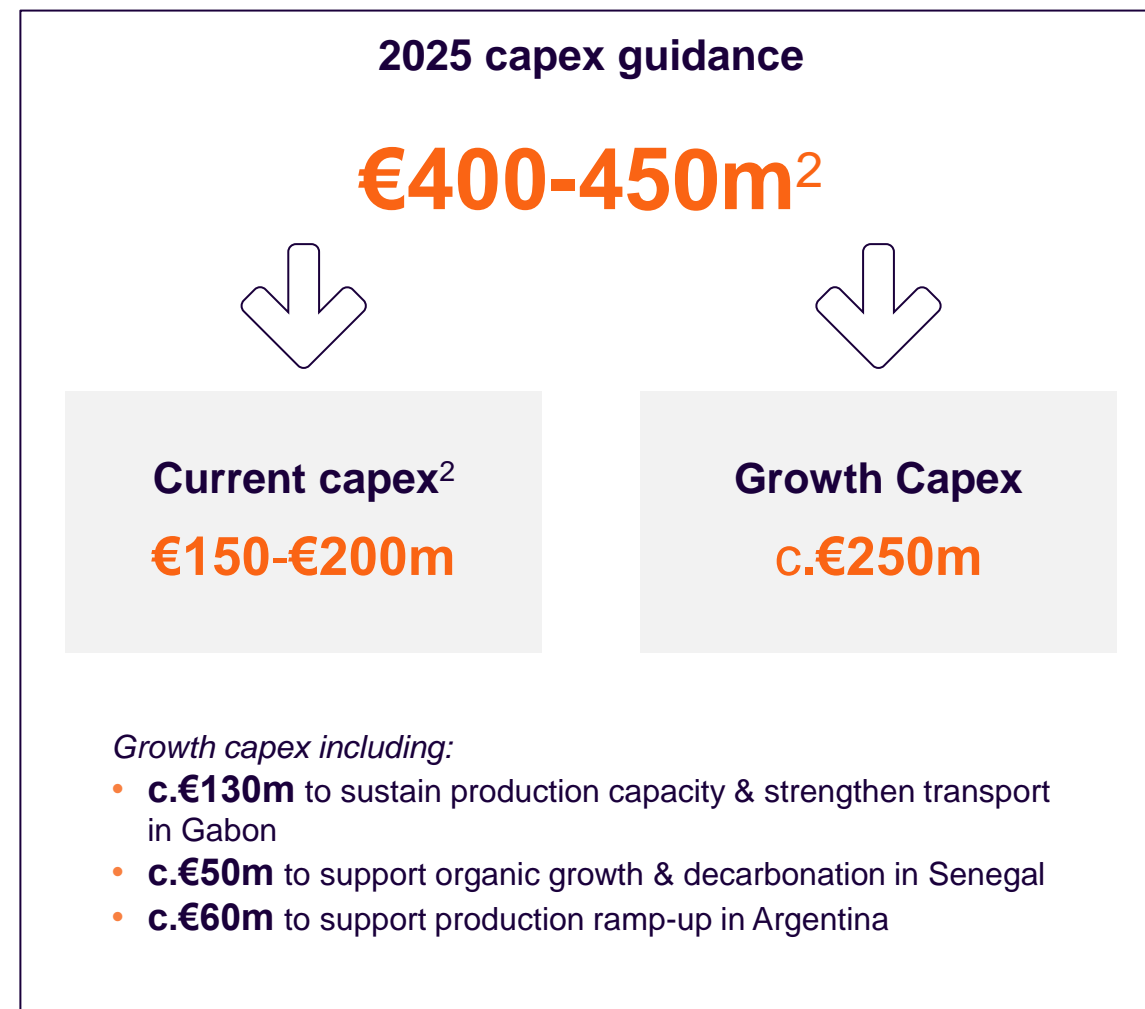 2025 capex guidance
€400-450m²
Current capex²
€150-€200m
Growth Capex
c.€250m
Growth capex including:
• c.€130m to sustain production capacity & strengthen transport
in Gabon
• c.€50m to support organic growth & decarbonation in Senegal
• c.€60m to support production ramp-up in Argentina